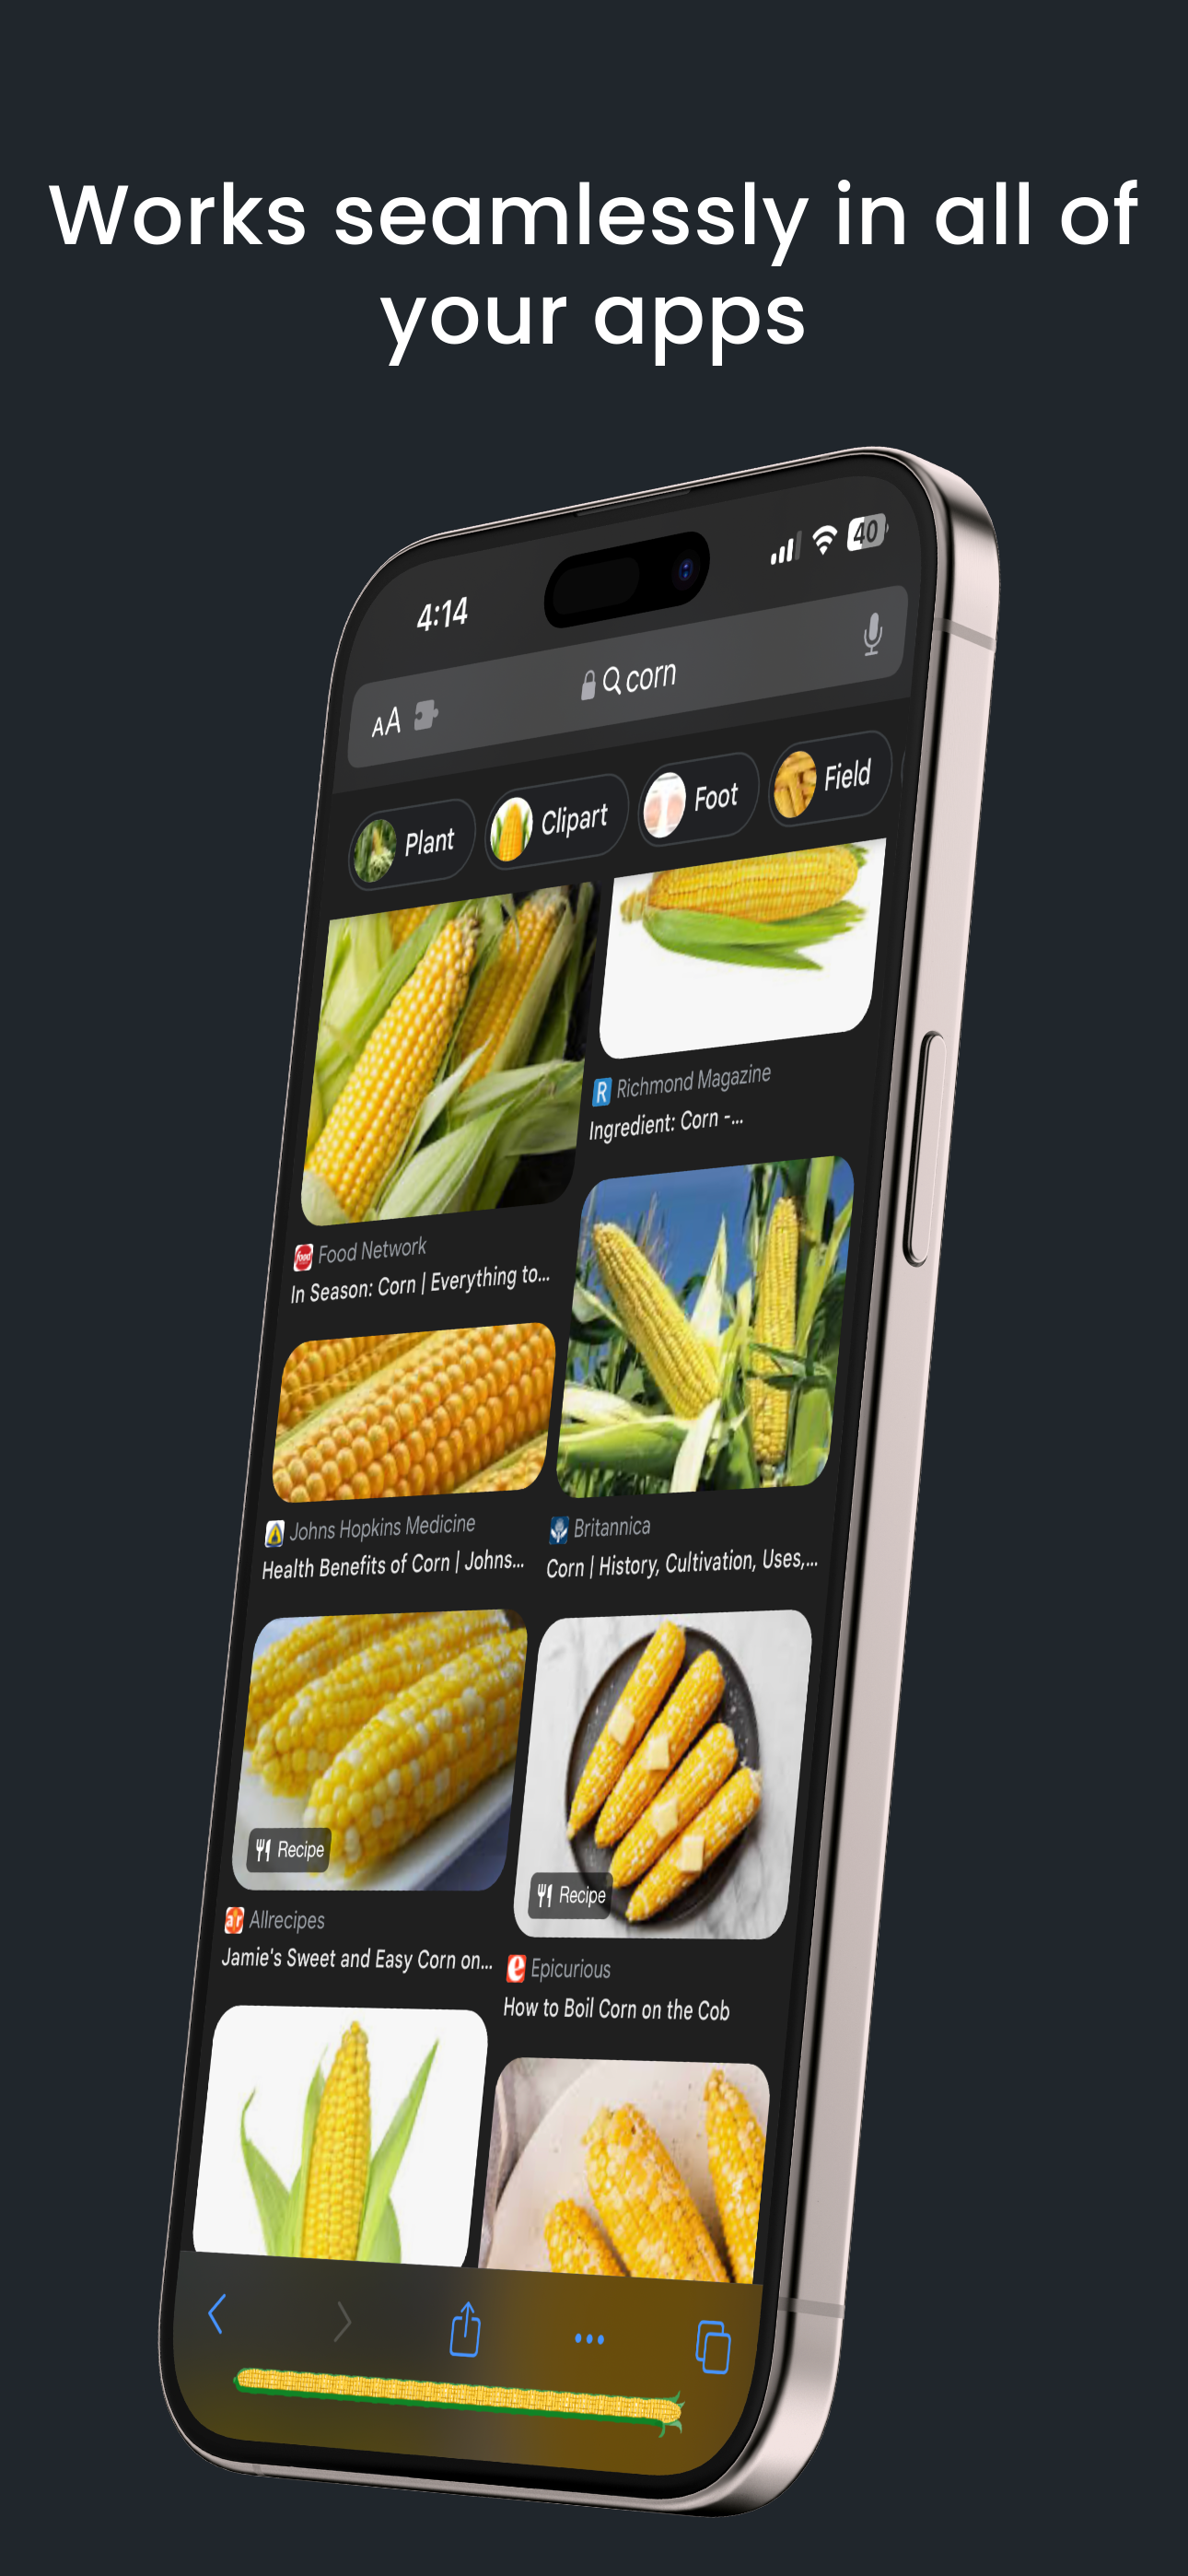 Works seamlessly in all of
your apps
4:14
40
AA
corn
Plant
Clipart
Foot
Field
Richmond Magazine
Ingredient: Corn -...
Food Network
In Season: Corn | Everything to...
Johns Hopkins Medicine
Health Benefits of Corn | Johns...
Britannica
Corn | History, Cultivation, Uses,...
Recipe
Allrecipes
Jamie's Sweet and Easy Corn on...
Recipe
Epicurious
How to Boil Corn on the Cob